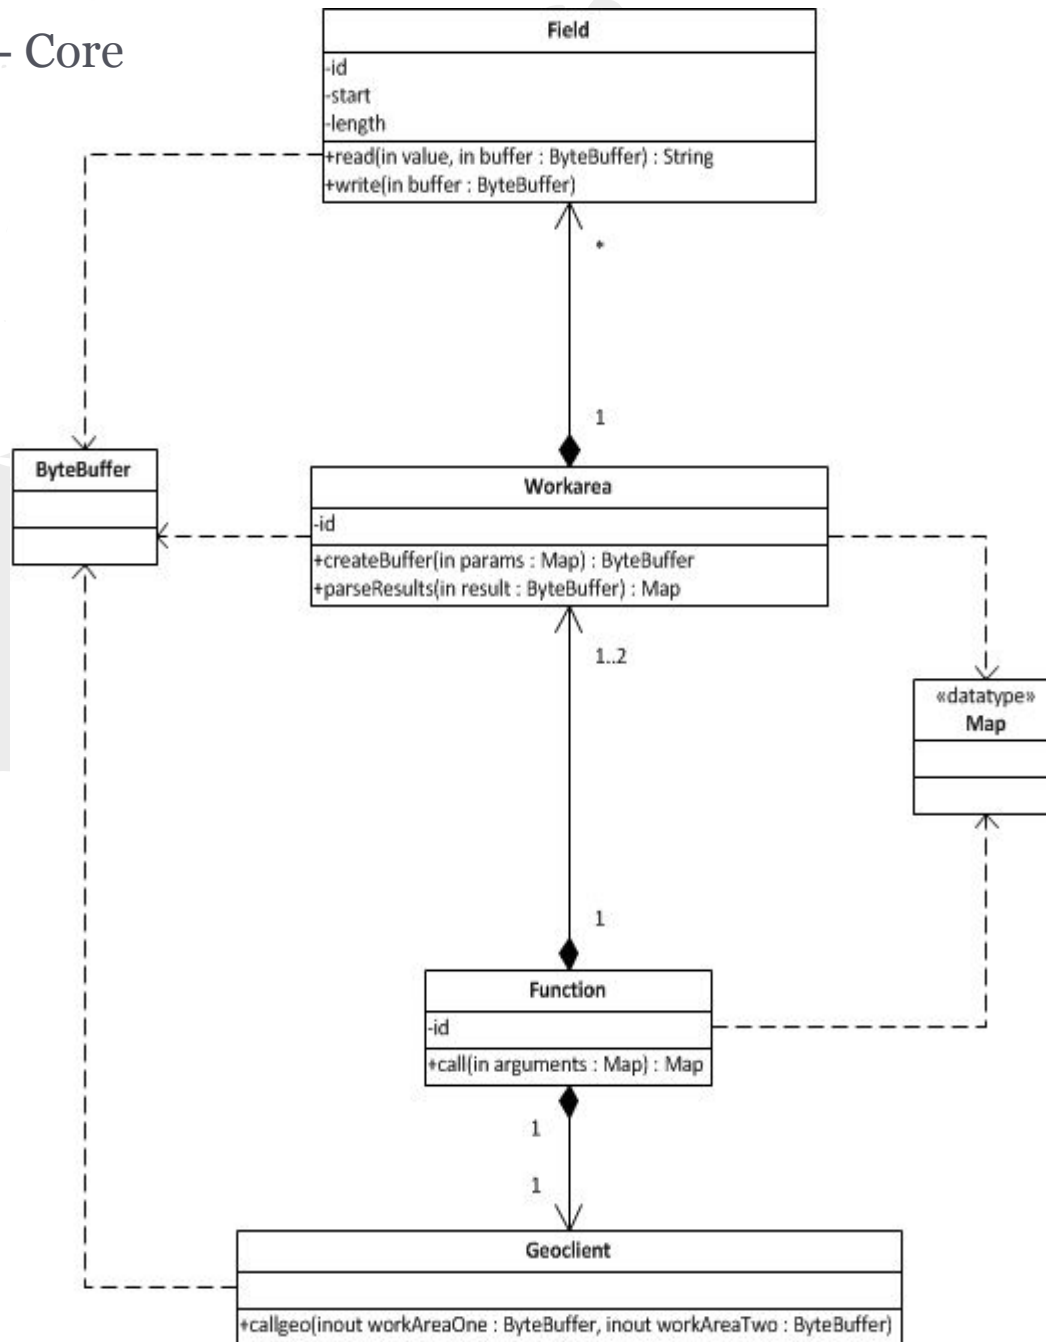 - Core
Field
-id
-start
-length
+read(in value, in buffer : ByteBuffer) : String
+write(in buffer : ByteBuffer)
*
1
ByteBuffer
Workarea
-id
+createBuffer(in params : Map) : ByteBuffer
+parseResults(in result : ByteBuffer) : Map
1..2
«datatype»
Map
1
Function
-id
+call(in arguments : Map) : Map
1
1
Geoclient
+callgeo(inout workAreaOne : ByteBuffer, inout workAreaTwo : ByteBuffer)